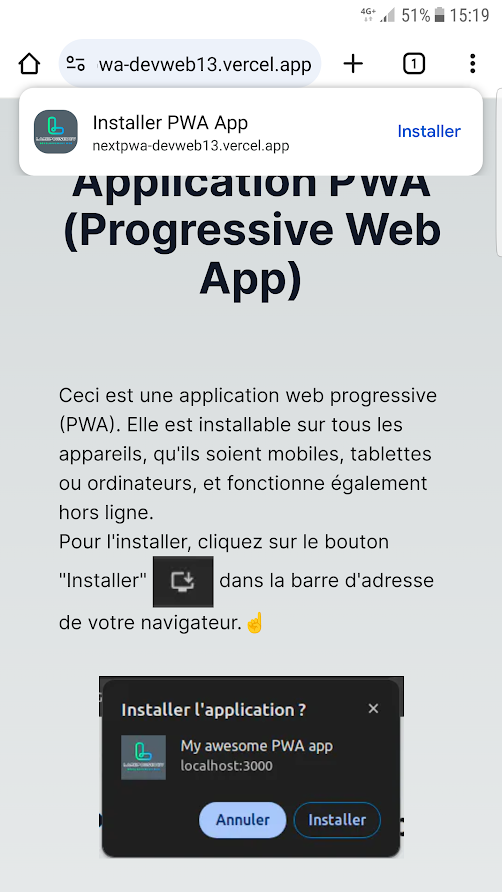 4G+ 51% 15:19
wa-devweb13.vercel.app
1
Installer PWA App
nextpwa-devweb13.vercel.app
Installer
Application PWA
(Progressive Web
App)
Ceci est une application web progressive
(PWA). Elle est installable sur tous les
appareils, qu'ils soient mobiles, tablettes
ou ordinateurs, et fonctionne également
hors ligne.
Pour l'installer, cliquez sur le bouton
"Installer" dans la barre d'adresse
de votre navigateur.☝️
Installer l'application ?
My awesome PWA app
localhost:3000
Annuler
Installer